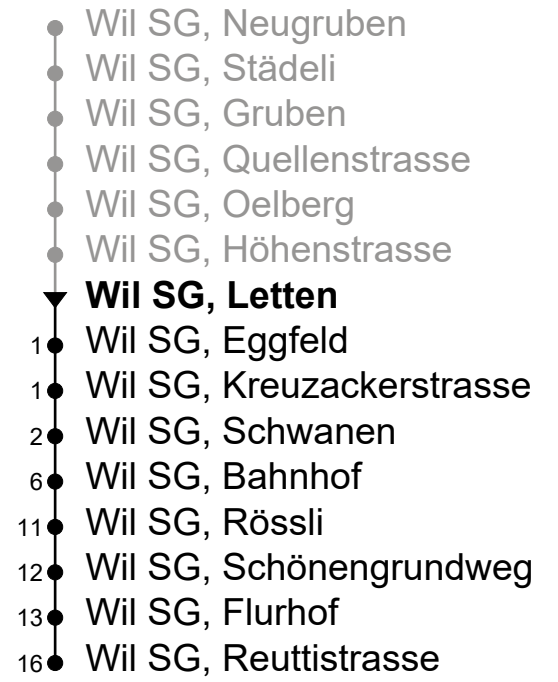 Wil SG, Neugruben
Wil SG, Städeli
Wil SG, Gruben
Wil SG, Quellenstrasse
Wil SG, Oelberg
Wil SG, Höhenstrasse
Wil SG, Letten
1 Wil SG, Eggfeld
1 Wil SG, Kreuzackerstrasse
2 Wil SG, Schwanen
6 Wil SG, Bahnhof
11 Wil SG, Rössli
12 Wil SG, Schönengrundweg
13 Wil SG, Flurhof
16 Wil SG, Reuttistrasse